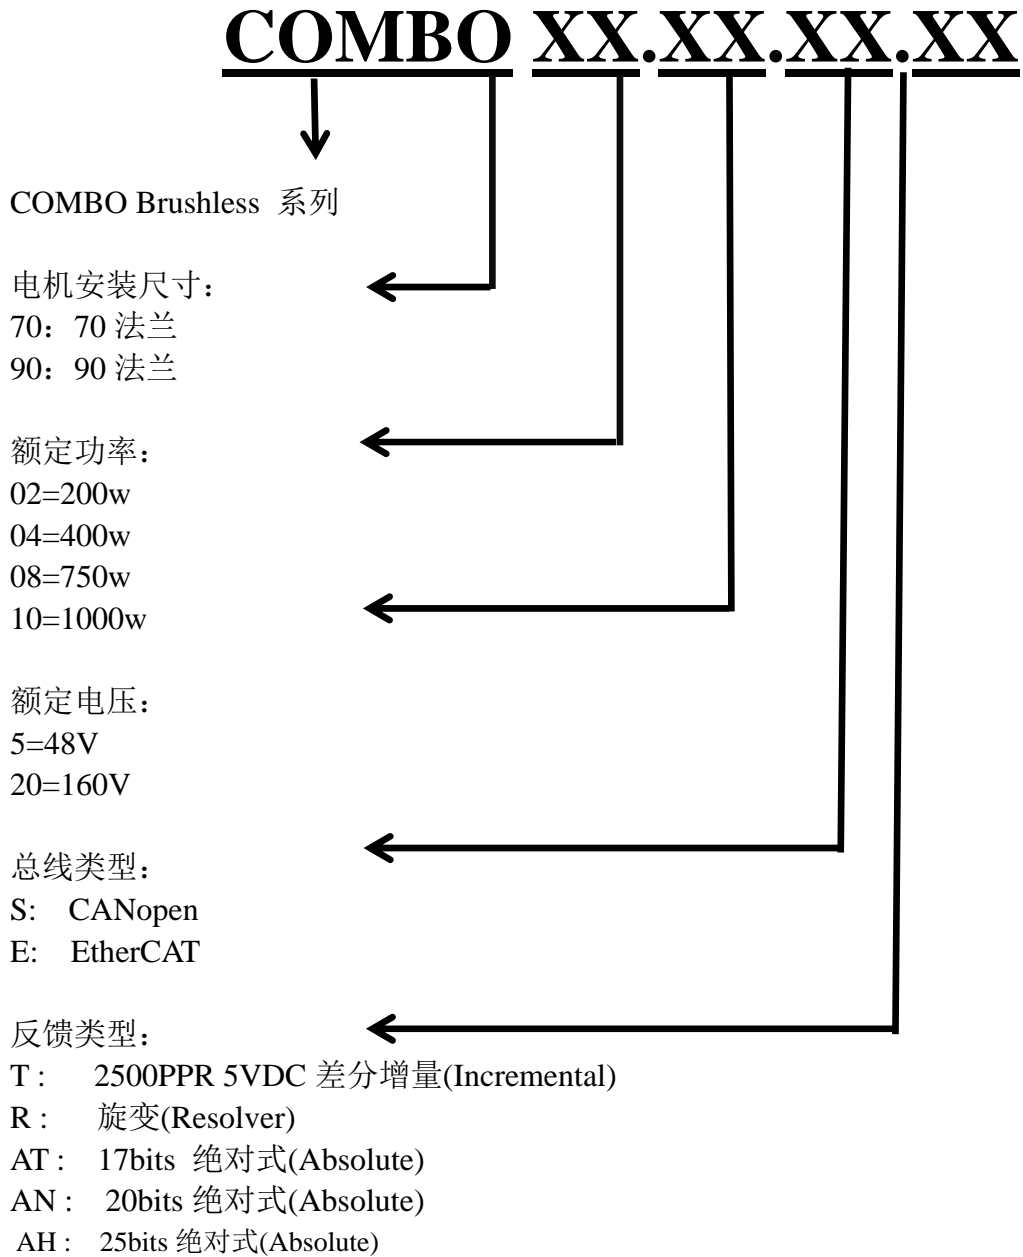 COMBO XX.XX.XX.XX
COMBO Brushless 系列
电机安装尺寸：
70：70 法兰
90：90 法兰
额定功率：
02=200w
04=400w
08=750w
10=1000w
额定电压：
5=48V
20=160V
总线类型：
S: CANopen
E: EtherCAT
反馈类型：
T : 2500PPR 5VDC 差分增量(Incremental)
R : 旋变(Resolver)
AT : 17bits 绝对式(Absolute)
AN : 20bits 绝对式(Absolute)
AH : 25bits 绝对式(Absolute)